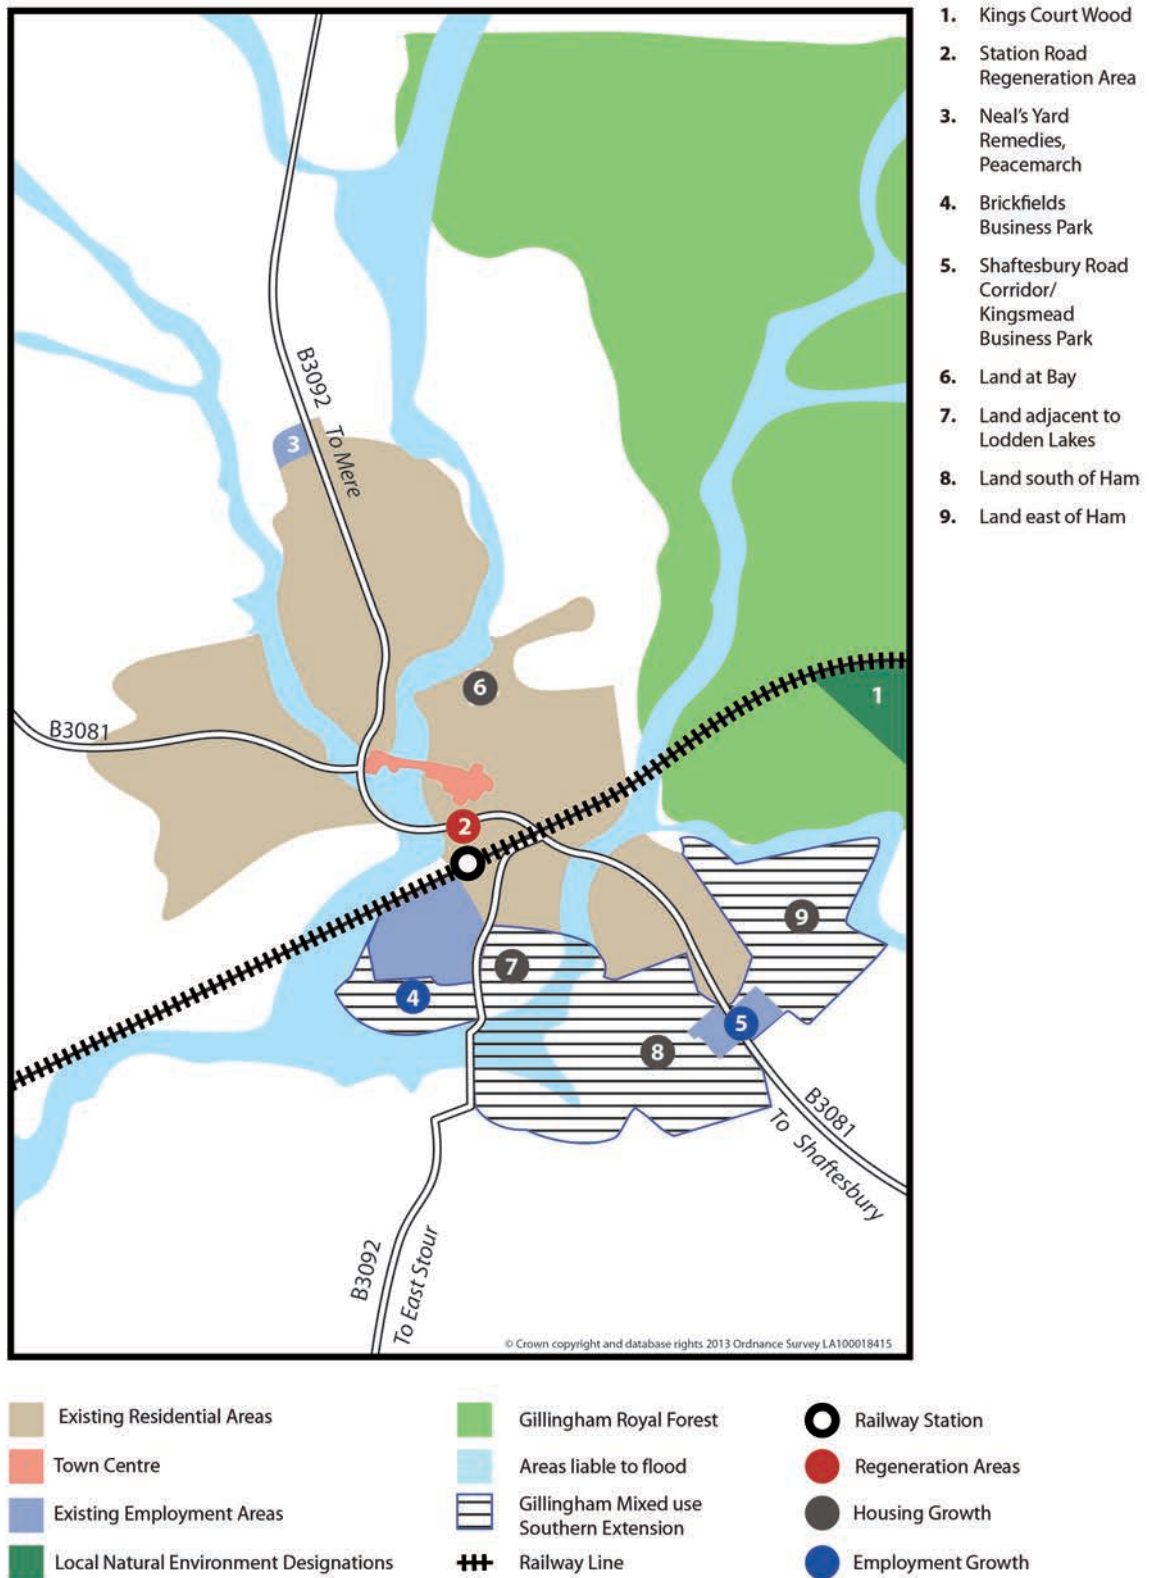 B3092
To Mere
3
6
1
B3081
2
9
7
4
5
8
B3081
To Shaftesbury
B3092
To East Stour
© Crown copyright and database rights 2013 Ordnance Survey LA100018415
1. Kings Court Wood
2. Station Road
Regeneration Area
3. Neal's Yard
Remedies,
Peacemarch
4. Brickfields
Business Park
5. Shaftesbury Road
Corridor/
Kingsmead
Business Park
6. Land at Bay
7. Land adjacent to
Lodden Lakes
8. Land south of Ham
9. Land east of Ham
Existing Residential Areas
Town Centre
Existing Employment Areas
Local Natural Environment Designations
Gillingham Royal Forest
Areas liable to flood
Gillingham Mixed use
Southern Extension
Railway Line
Railway Station
Regeneration Areas
Housing Growth
Employment Growth